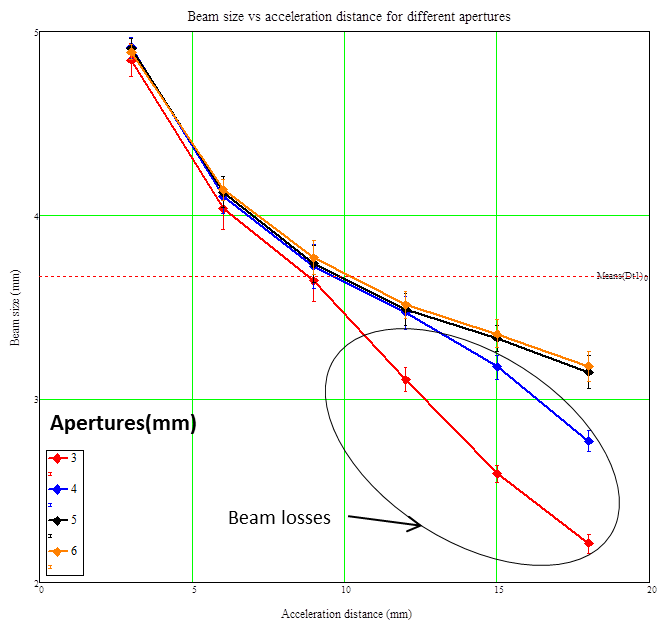 Beam size vs acceleration distance for different apertures
5
4
3
2
Beam size (mm)
Means(Dt1)0
Apertures(mm)
3
4
5
6
Beam losses
0 5 10 15 20
Acceleration distance (mm)